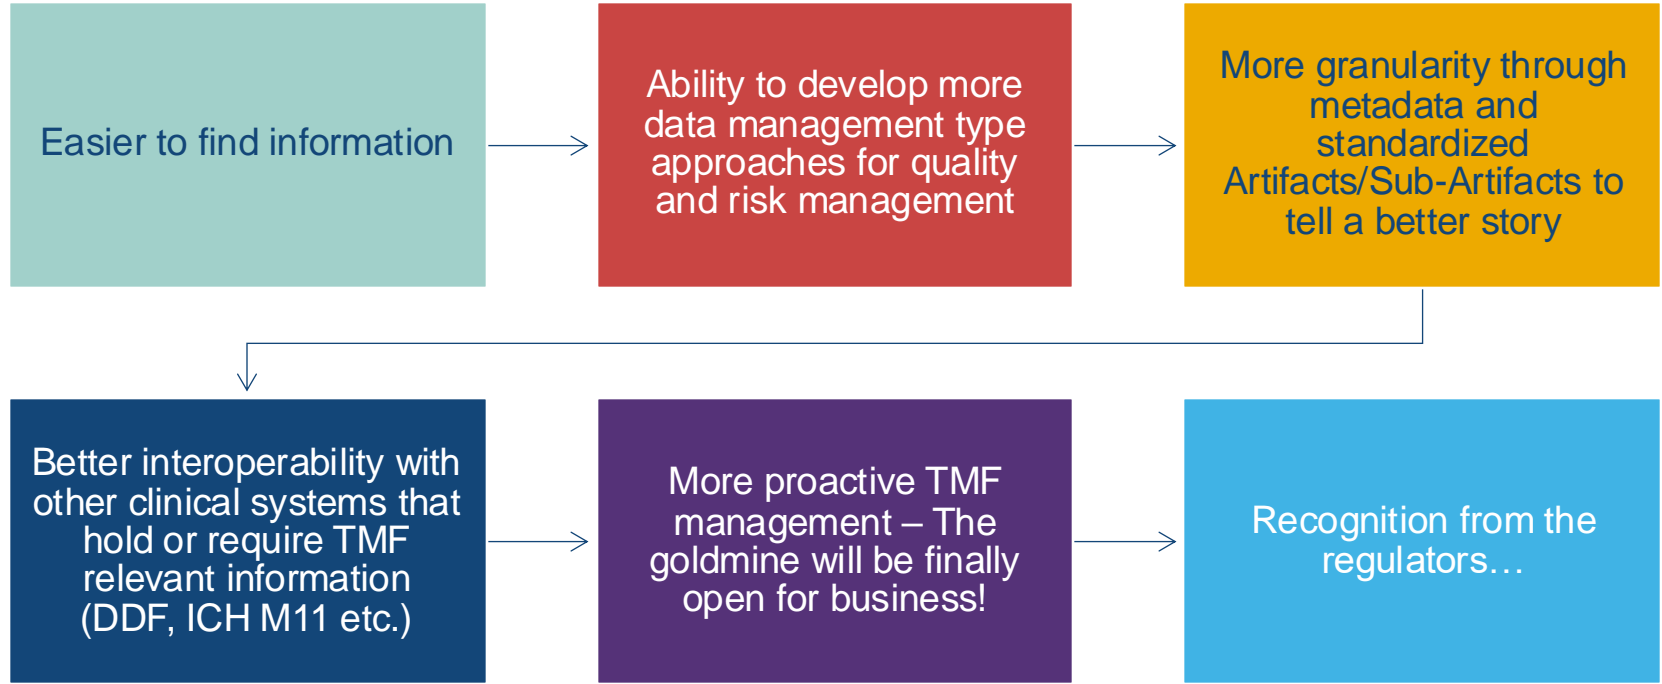 Easier to find information
Ability to develop more
data management type
approaches for quality
and risk management
More granularity through
metadata and
standardized
Artifacts/Sub-Artifacts to
tell a better story
Better interoperability with
other clinical systems that
hold or require TMF
relevant information
(DDF, ICH M11 etc.)
More proactive TMF
management – The
goldmine will be finally
open for business!
Recognition from the
regulators…